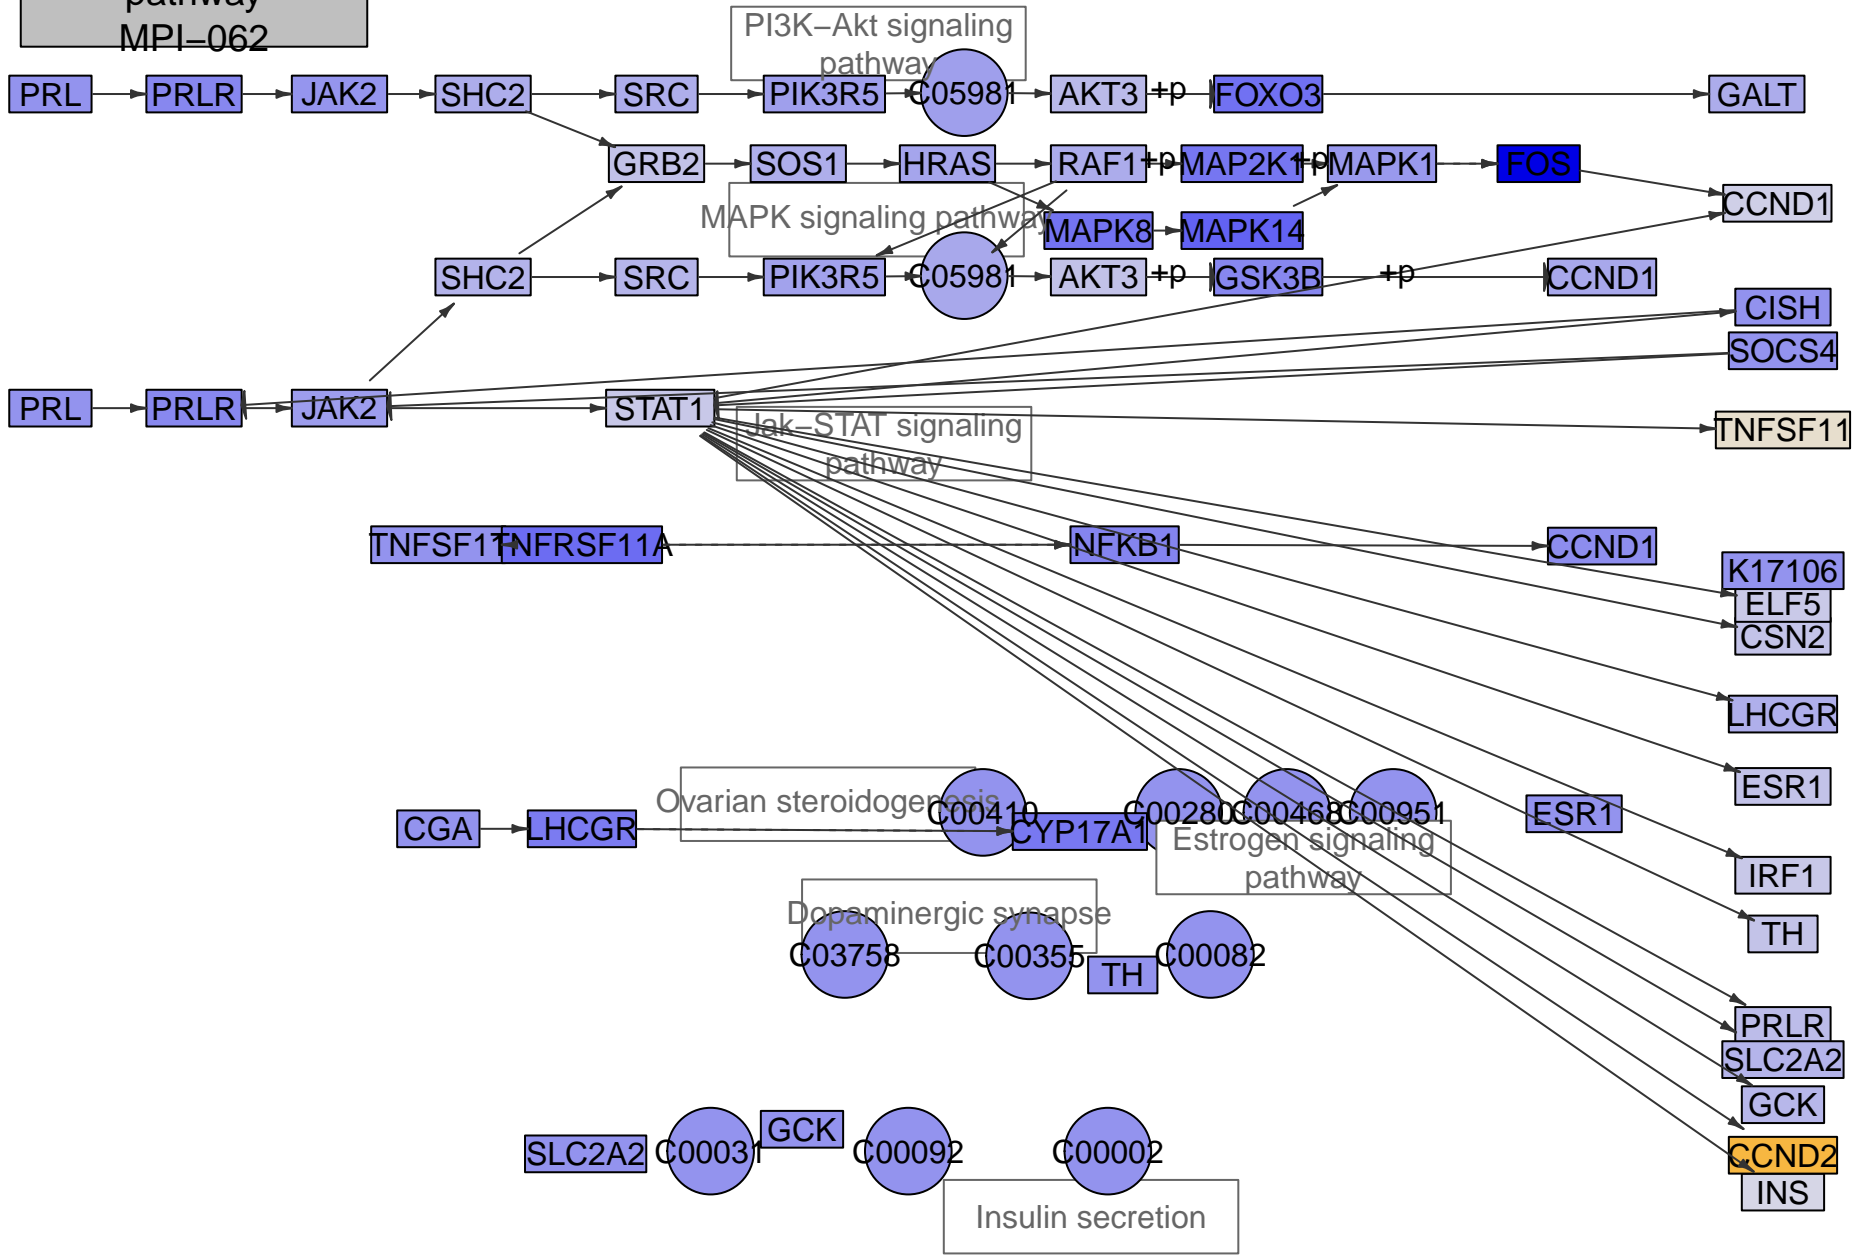 pathway
MPI−062
PI3K−Akt signaling
pathway
PRL
PRLR
JAK2
SHC2
SRC
PIK3R5
C05981
AKT3
+p
FOXO3
GALT
GRB2
SOS1
HRAS
RAF1
+p
MAP2K1
+p
MAPK1
FOS
CCND1
MAPK signaling pathway
MAPK8
MAPK14
SHC2
SRC
PIK3R5
C05981
AKT3
+p
GSK3B
+p
CCND1
CISH
SOCS4
PRL
PRLR
JAK2
STAT1
Jak−STAT signaling
pathway
TNFSF11
TNFSF11
TNFRSF11A
NFKB1
CCND1
K17106
ELF5
CSN2
LHCGR
ESR1
Ovarian steroidogenesis
C00410
C00280
C00468
C00951
ESR1
CGA
LHCGR
CYP17A1
Estrogen signaling
pathway
IRF1
Dopaminergic synapse
TH
C03758
C00355
TH
C00082
PRLR
SLC2A2
GCK
SLC2A2
C00031
GCK
C00092
C00002
CCND2
INS
Insulin secretion